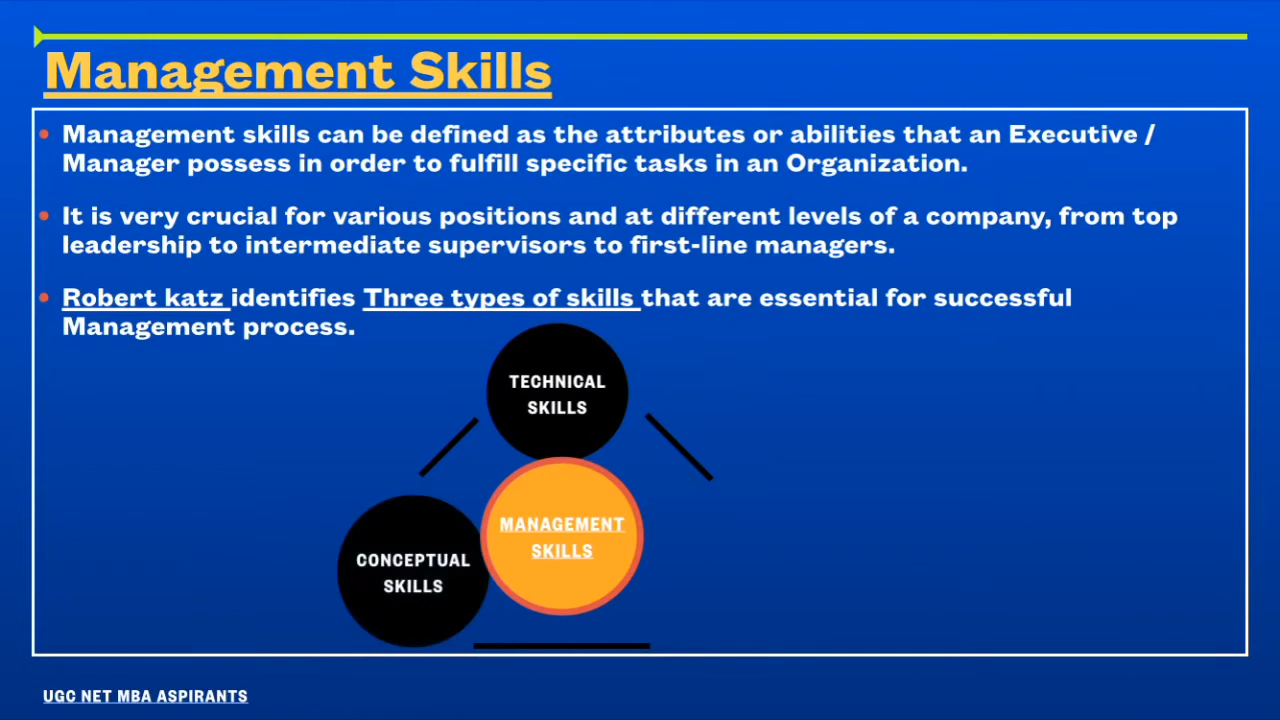 Management Skills
Management skills can be defined as the attributes or abilities that an Executive /
Manager possess in order to fulfill specific tasks in an Organization.
It is very crucial for various positions and at different levels of a company, from top
leadership to intermediate supervisors to first-line managers.
Robert katz identifies Three types of skills that are essential for successful
Management process.
TECHNICAL
SKILLS
MANAGEMENT
SKILLS
CONCEPTUAL
SKILLS
UGC NET MBA ASPIRANTS